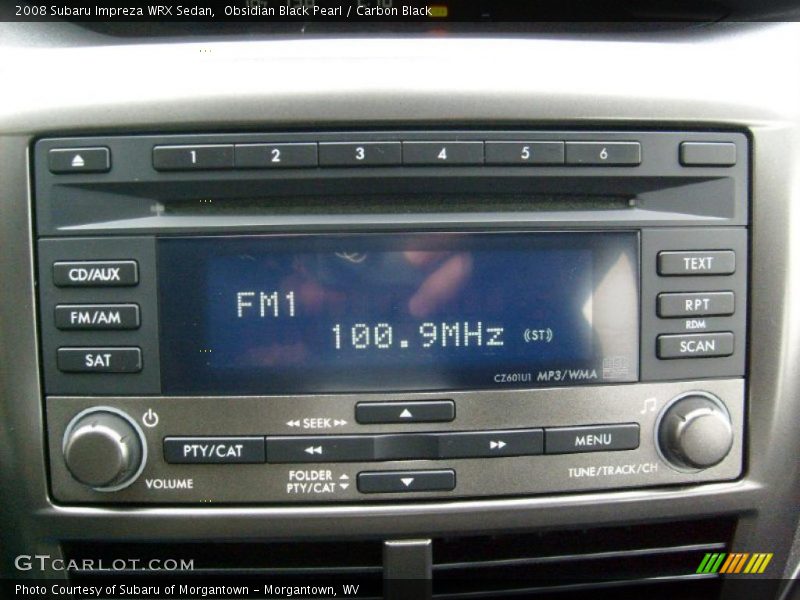 2008 Subaru Impreza WRX Sedan, Obsidian Black Pearl / Carbon Black
1 2 3 4 5 6
CD/AUX
FM/AM
SAT
FM1
100.9MHz (ST)
CZ601U1 MP3/WMA
TEXT
RPT
RDM
SCAN
SEEK
PTY/CAT
MENU
VOLUME
FOLDER
PTY/CAT
TUNE/TRACK/CH
GTCARLOT.COM
Photo Courtesy of Subaru of Morgantown - Morgantown, WV